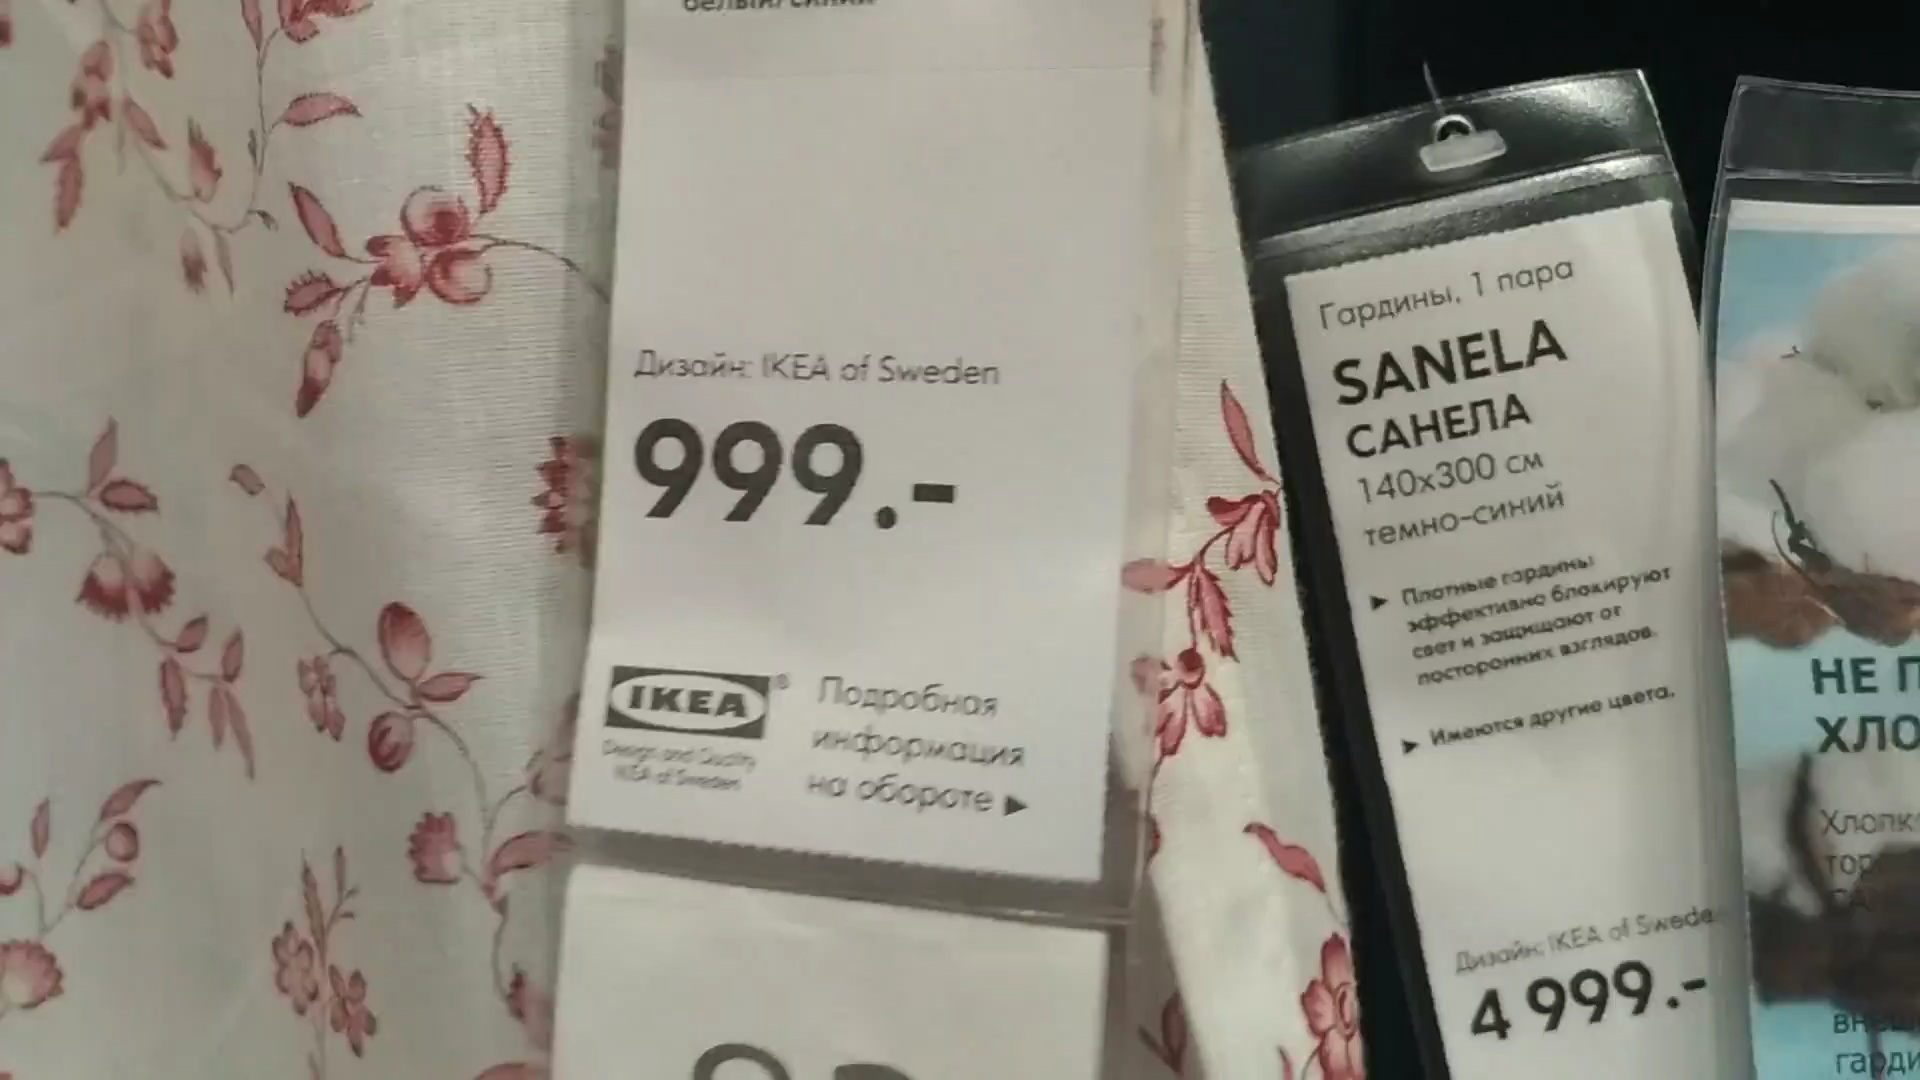 белый/синий
Дизайн: IKEA of Sweden
999.-
IKEA®
Design and Quality
IKEA of Sweden
Подробная
информация
на обороте ▶
Гардины, 1 пара
SANELA
САНЕЛА
140x300 см
темно-синий
▶ Плотные гардины
эффективно блокируют
свет и защищают от
посторонних взглядов.
▶ Имеются другие цвета.
Дизайн: IKEA of Swede
4 999.-
НЕ П
ХЛО
Хлопк
гарди